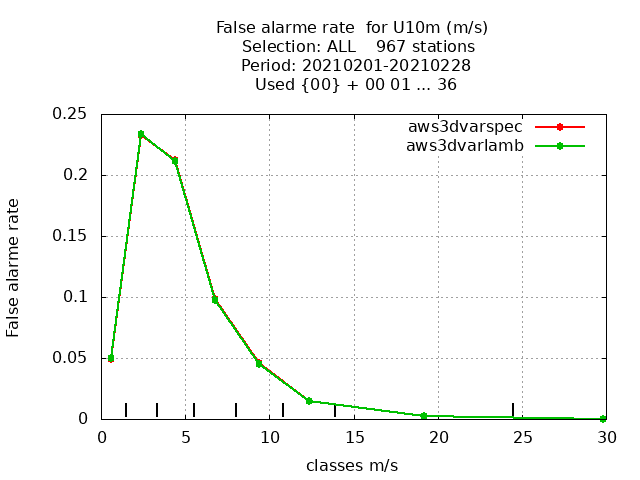 False alarme rate  for U10m (m/s)
Selection: ALL    967 stations
Period: 20210201-20210228
Used {00} + 00 01 ... 36
0.25
0.2
0.15
0.1
0.05
0
False alarme rate
aws3dvarspec
aws3dvarlamb
0 5 10 15 20 25 30
classes m/s